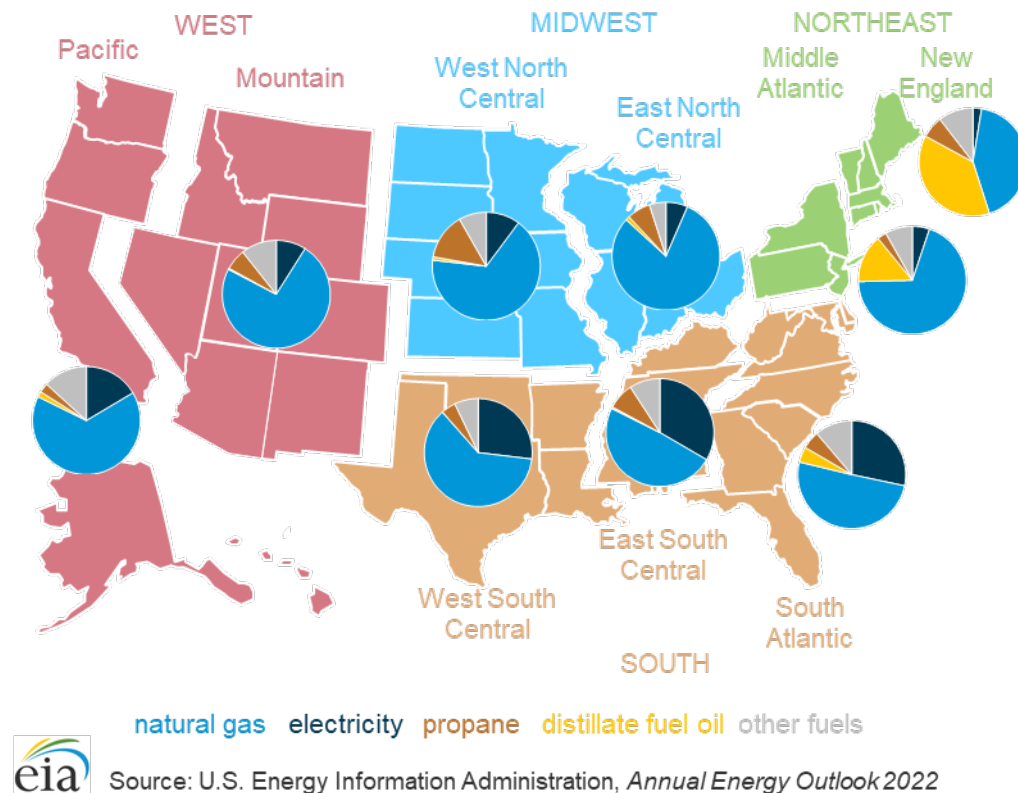 WEST
MIDWEST
NORTHEAST
Pacific
Mountain
West North
Central
East North
Central
Middle
Atlantic
New
England
West South
Central
East South
Central
South
Atlantic
SOUTH
natural gas electricity propane distillate fuel oil other fuels
eia
Source: U.S. Energy Information Administration, Annual Energy Outlook 2022